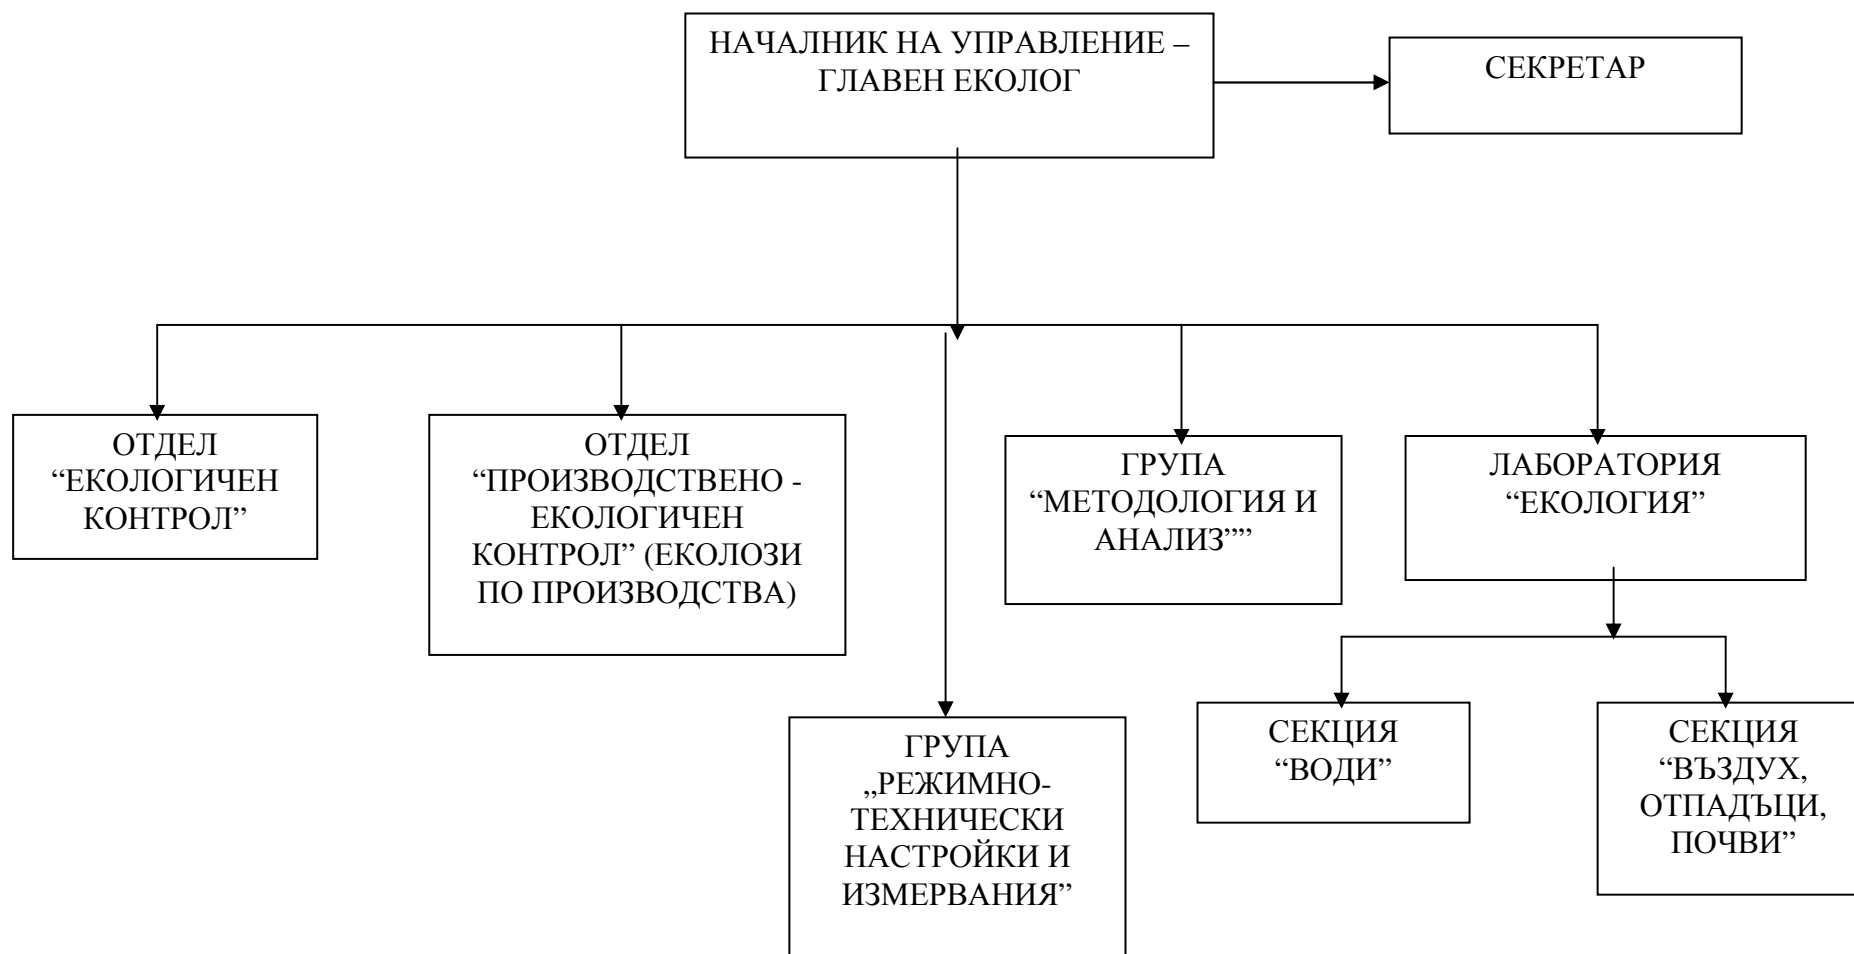 НАЧАЛНИК НА УПРАВЛЕНИЕ –
ГЛАВЕН ЕКОЛОГ
СЕКРЕТАР
ОТДЕЛ
“ЕКОЛОГИЧЕН
КОНТРОЛ”
ОТДЕЛ
“ПРОИЗВОДСТВЕНО -
ЕКОЛОГИЧЕН
КОНТРОЛ” (ЕКОЛОЗИ
ПО ПРОИЗВОДСТВА)
ГРУПА
“МЕТОДОЛОГИЯ И
АНАЛИЗ””
ЛАБОРАТОРИЯ
“ЕКОЛОГИЯ”
ГРУПА
„РЕЖИМНО-
ТЕХНИЧЕСКИ
НАСТРОЙКИ И
ИЗМЕРВАНИЯ”
СЕКЦИЯ
“ВОДИ”
СЕКЦИЯ
“ВЪЗДУХ,
ОТПАДЪЦИ,
ПОЧВИ”